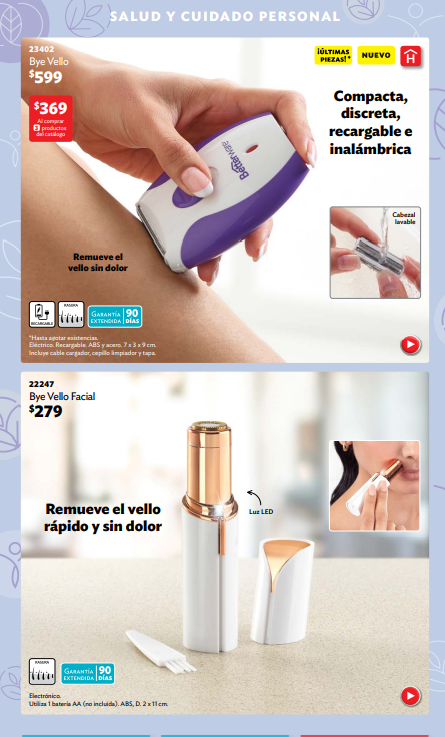 SALUD Y CUIDADO PERSONAL
23402
Bye Vello
$599
$369
Al comprar
2 productos
del catálogo
¡ÚLTIMAS
PIEZAS!*
NUEVO
H
Compacta,
discreta,
recargable e
inalámbrica
Betterware
Cabezal
lavable
Remueve el
vello sin dolor
RECARGABLE
RASURA
GARANTÍA
EXTENDIDA
90
DÍAS
*Hasta agotar existencias.
Eléctrico. Recargable. ABS y acero. 7 x 3 x 9 cm.
Incluye cable cargador, cepillo limpiador y tapa.
22247
Bye Vello Facial
$279
Remueve el vello
rápido y sin dolor
Luz LED
RASURA
GARANTÍA
EXTENDIDA
90
DÍAS
Electrónico.
Utiliza 1 batería AA (no incluida). ABS, D. 2 x 11 cm.